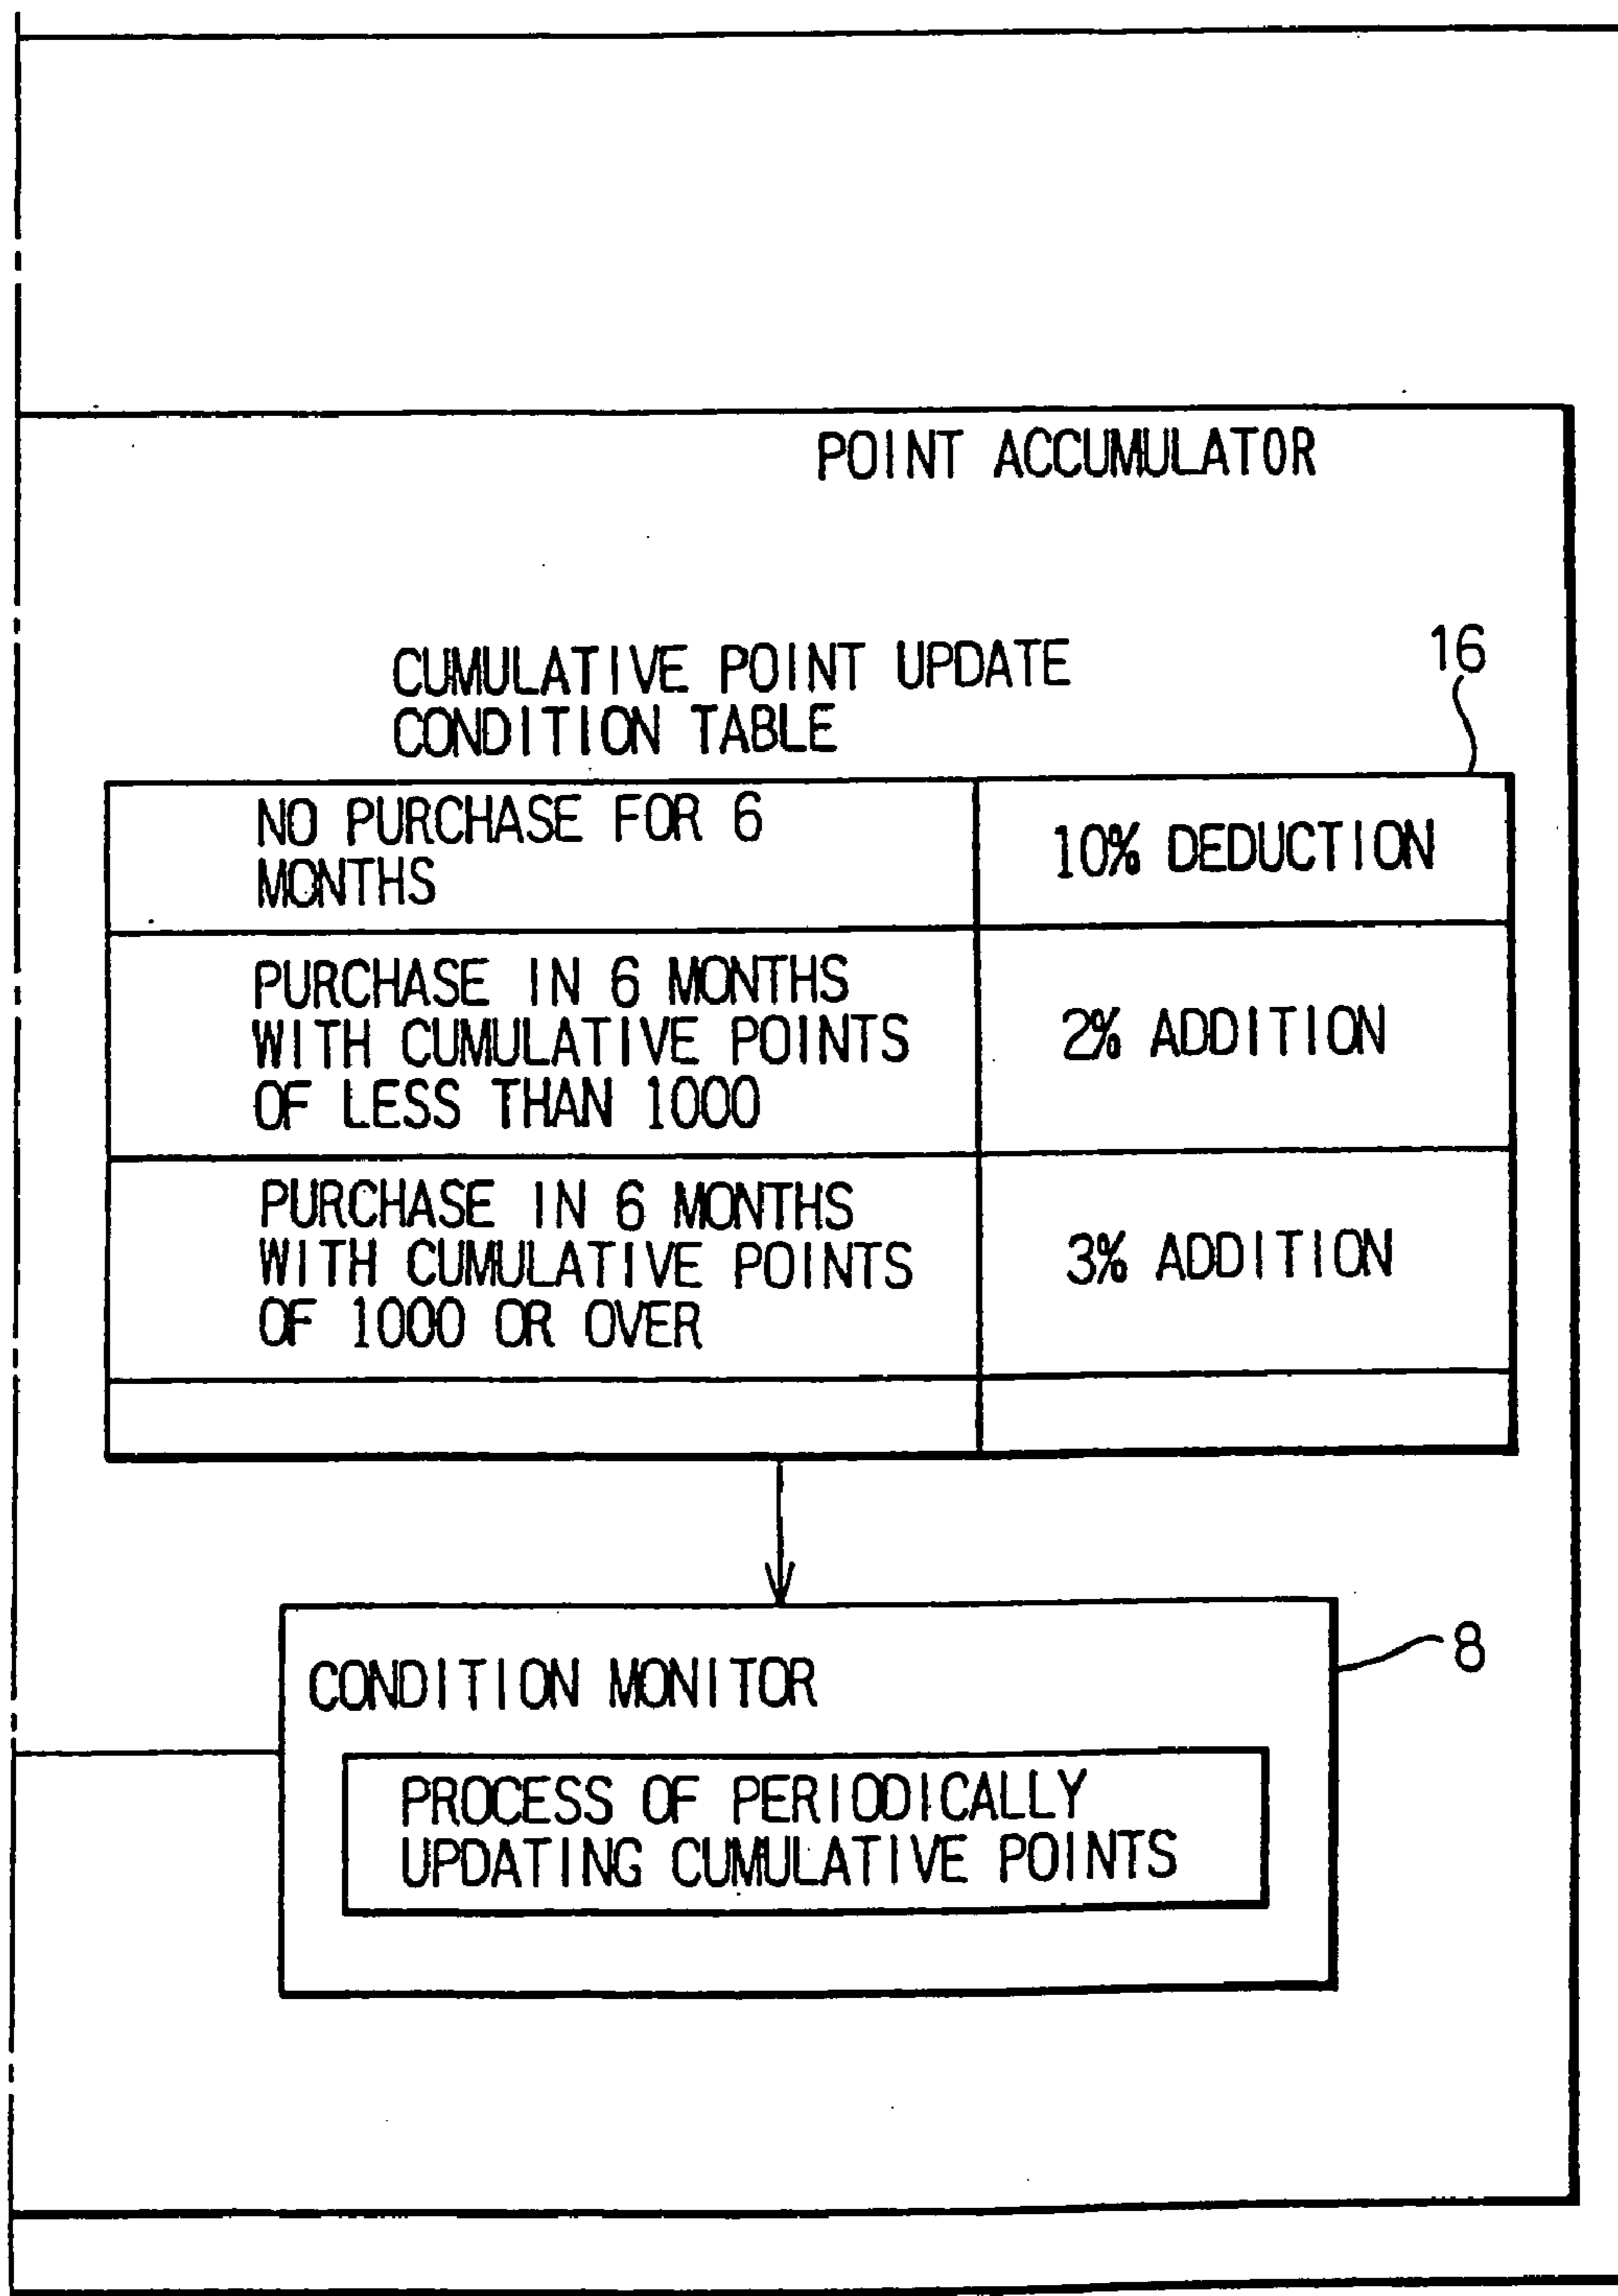 POINT ACCUMULATOR
CUMULATIVE POINT UPDATE
CONDITION TABLE
16
NO PURCHASE FOR 6
MONTHS
10% DEDUCTION
PURCHASE IN 6 MONTHS
WITH CUMULATIVE POINTS
OF LESS THAN 1000
2% ADDITION
PURCHASE IN 6 MONTHS
WITH CUMULATIVE POINTS
OF 1000 OR OVER
3% ADDITION
8
CONDITION MONITOR
PROCESS OF PERIODICALLY
UPDATING CUMULATIVE POINTS